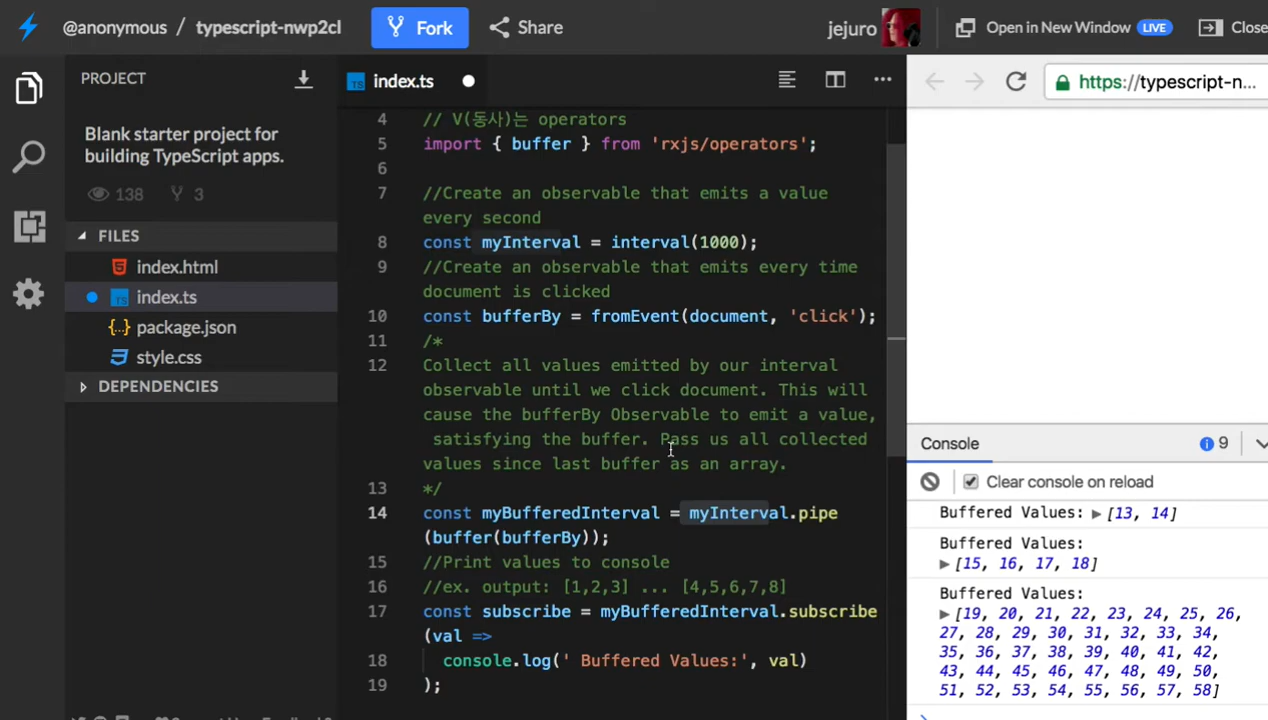 @anonymous / typescript-nwp2cl Fork Share jejuro Open in New Window LIVE Close
PROJECT
Blank starter project for
building TypeScript apps.
138 3
FILES
index.html
index.ts
package.json
style.css
DEPENDENCIES
TS index.ts
4 // V(동사)는 operators
5 import { buffer } from 'rxjs/operators';
6
7 //Create an observable that emits a value
every second
8 const myInterval = interval(1000);
9 //Create an observable that emits every time
document is clicked
10 const bufferBy = fromEvent(document, 'click');
11 /*
12 Collect all values emitted by our interval
observable until we click document. This will
cause the bufferBy Observable to emit a value,
satisfying the buffer. Pass us all collected
values since last buffer as an array.
13 */
14 const myBufferedInterval = myInterval.pipe
(buffer(bufferBy));
15 //Print values to console
16 //ex. output: [1,2,3] ... [4,5,6,7,8]
17 const subscribe = myBufferedInterval.subscribe
(val =>
18 console.log(' Buffered Values:', val)
19 );
https://typescript-n...
Console 9
Clear console on reload
Buffered Values: ▶ [13, 14]
Buffered Values:
▶ [15, 16, 17, 18]
Buffered Values:
▶ [19, 20, 21, 22, 23, 24, 25, 26,
27, 28, 29, 30, 31, 32, 33, 34,
35, 36, 37, 38, 39, 40, 41, 42,
43, 44, 45, 46, 47, 48, 49, 50,
51, 52, 53, 54, 55, 56, 57, 58]